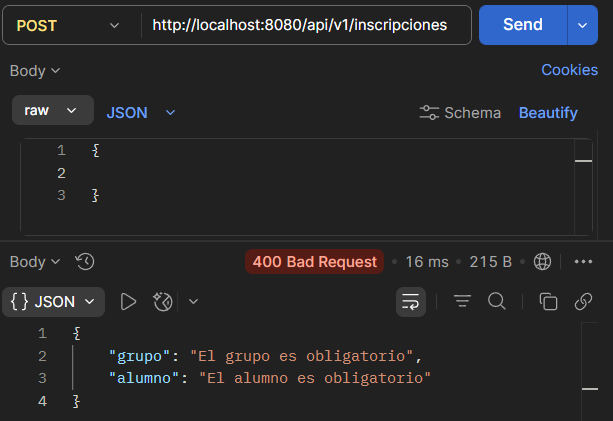 POST http://localhost:8080/api/v1/inscripciones Send
Body Cookies
raw JSON Schema Beautify
1 {
2
3 }
Body 400 Bad Request • 16 ms • 215 B
{} JSON
1 {
2 "grupo": "El grupo es obligatorio",
3 "alumno": "El alumno es obligatorio"
4 }